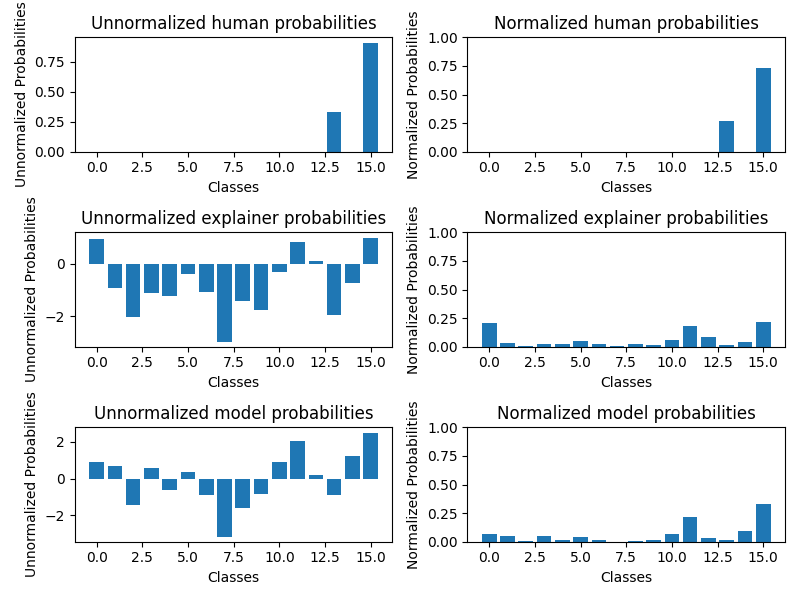 Unnormalized human probabilities
Unnormalized Probabilities
0.75
0.50
0.25
0.00
0.0 2.5 5.0 7.5 10.0 12.5 15.0
Classes
Normalized human probabilities
Normalized Probabilities
1.00
0.75
0.50
0.25
0.00
0.0 2.5 5.0 7.5 10.0 12.5 15.0
Classes
Unnormalized explainer probabilities
Unnormalized Probabilities
0
−2
0.0 2.5 5.0 7.5 10.0 12.5 15.0
Classes
Normalized explainer probabilities
Normalized Probabilities
1.00
0.75
0.50
0.25
0.00
0.0 2.5 5.0 7.5 10.0 12.5 15.0
Classes
Unnormalized model probabilities
Unnormalized Probabilities
2
0
−2
0.0 2.5 5.0 7.5 10.0 12.5 15.0
Classes
Normalized model probabilities
Normalized Probabilities
1.00
0.75
0.50
0.25
0.00
0.0 2.5 5.0 7.5 10.0 12.5 15.0
Classes